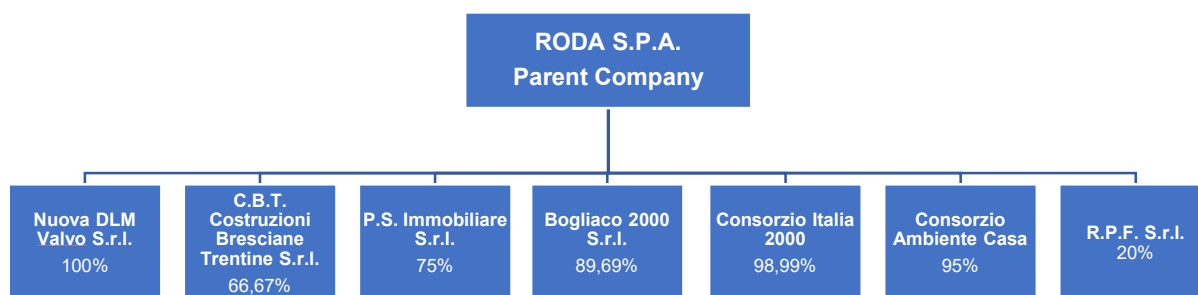 RODA S.P.A.
Parent Company
Nuova DLM
Valvo S.r.l.
100%
C.B.T.
Costruzioni
Bresciane
Trentine S.r.l.
66,67%
P.S. Immobiliare
S.r.l.
75%
Bogliaco 2000
S.r.l.
89,69%
Consorzio Italia
2000
98,99%
Consorzio
Ambiente Casa
95%
R.P.F. S.r.l.
20%